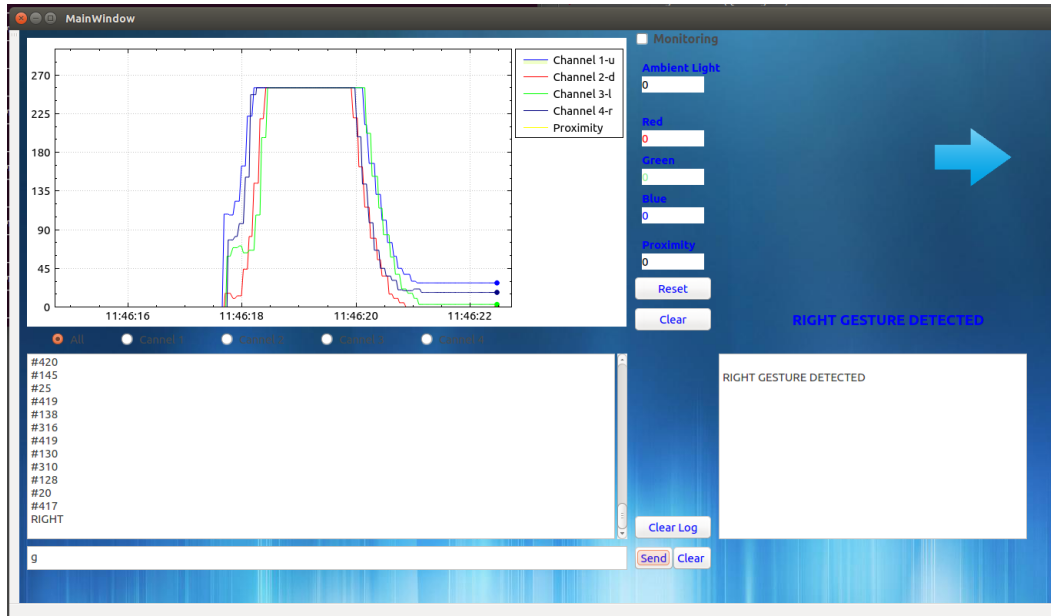 MainWindow
270
225
180
135
90
45
0
11:46:16
11:46:18
11:46:20
11:46:22
Channel 1-u
Channel 2-d
Channel 3-l
Channel 4-r
Proximity
Monitoring
Ambient Light
0
Red
0
Green
0
Blue
0
Proximity
0
Reset
Clear
RIGHT GESTURE DETECTED
All
Cannel 1
#420
#145
#25
#419
#138
#316
#419
#130
#310
#128
#20
#417
RIGHT
RIGHT GESTURE DETECTED
Clear Log
g
Send
Clear